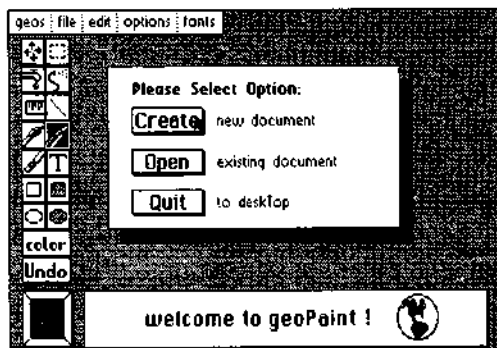 geos file edit options fonts
Please Select Option:
Create new document
Open existing document
Quit to deskTop
T
color
Undo
welcome to geoPaint !